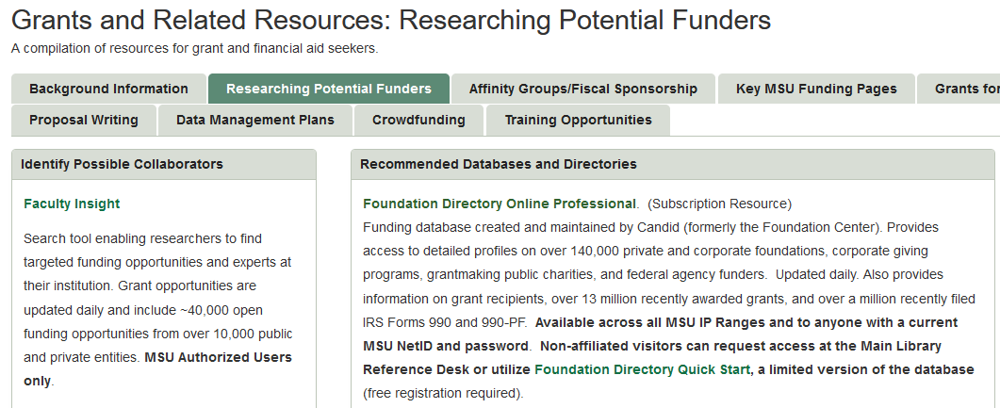 Grants and Related Resources: Researching Potential Funders
A compilation of resources for grant and financial aid seekers.
Background Information
Researching Potential Funders
Affinity Groups/Fiscal Sponsorship
Key MSU Funding Pages
Grants for
Proposal Writing
Data Management Plans
Crowdfunding
Training Opportunities
Identify Possible Collaborators
Faculty Insight
Search tool enabling researchers to find
targeted funding opportunities and experts at
their institution. Grant opportunities are
updated daily and include ~40,000 open
funding opportunities from over 10,000 public
and private entities. MSU Authorized Users
only.
Recommended Databases and Directories
Foundation Directory Online Professional. (Subscription Resource)
Funding database created and maintained by Candid (formerly the Foundation Center). Provides
access to detailed profiles on over 140,000 private and corporate foundations, corporate giving
programs, grantmaking public charities, and federal agency funders. Updated daily. Also provides
information on grant recipients, over 13 million recently awarded grants, and over a million recently filed
IRS Forms 990 and 990-PF. Available across all MSU IP Ranges and to anyone with a current
MSU NetID and password. Non-affiliated visitors can request access at the Main Library
Reference Desk or utilize Foundation Directory Quick Start, a limited version of the database
(free registration required).